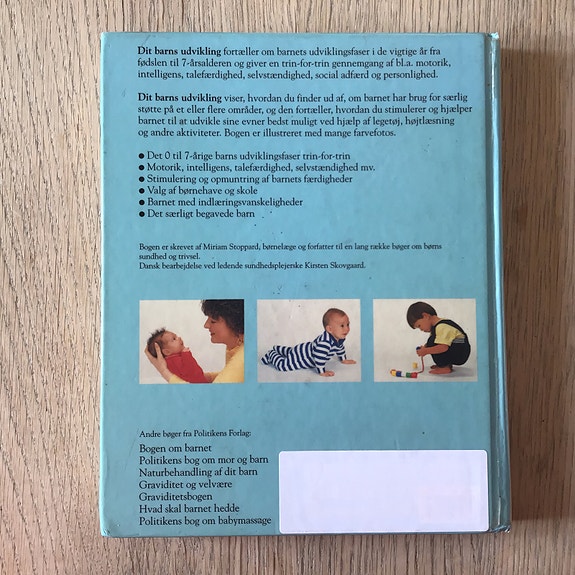 Dit barns udvikling fortæller om barnets udviklingsfaser i de vigtige år fra
fødslen til 7-årsalderen og giver en trin-for-trin gennemgang af bl.a. motorik,
intelligens, talefærdighed, selvstændighed, social adfærd og personlighed.
Dit barns udvikling viser, hvordan du finder ud af, om barnet har brug for særlig
støtte på et eller flere områder, og den fortæller, hvordan du stimulerer og hjælper
barnet til at udvikle sine evner bedst muligt ved hjælp af legetøj, højtlæsning
og andre aktiviteter. Bogen er illustreret med mange farvefotos.
● Det 0 til 7-årige barns udviklingsfaser trin-for-trin
● Motorik, intelligens, talefærdighed, selvstændighed mv.
● Stimulering og opmuntring af barnets færdigheder
● Valg af børnehave og skole
● Barnet med indlæringsvanskeligheder
● Det særligt begavede barn
Bogen er skrevet af Miriam Stoppard, børnelæge og forfatter til en lang række bøger om børns
sundhed og trivsel.
Dansk bearbejdelse ved ledende sundhedsplejerske Kirsten Skovgaard.
Andre bøger fra Politikens Forlag:
Bogen om barnet
Politikens bog om mor og barn
Naturbehandling af dit barn
Graviditet og velvære
Graviditetsbogen
Hvad skal barnet hedde
Politikens bog om babymassage